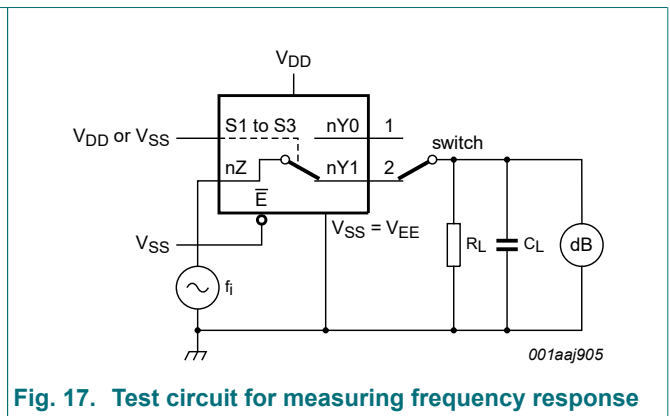 VDD
VDD or VSS
S1 to S3
nY0
1
switch
nZ
nY1
2
E
VSS
VSS = VEE
fi
RL
CL
dB
001aaj905
Fig. 17. Test circuit for measuring frequency response